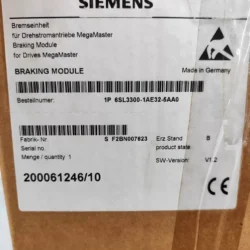 SIEMENS
Bremseinheit
für Drehstromantriebe MegaMaster
Braking Module
for Drives MegaMaster
BRAKING MODULE
Made in Germany
Bestellnummer: 1P 6SL3300-1AE32-5AA0
Fabrik- Nr. S F2BN007623 Erz.Stand B
Serial no. product state:
Menge / quantity 1 SW-Version: V1.2
200061246/10